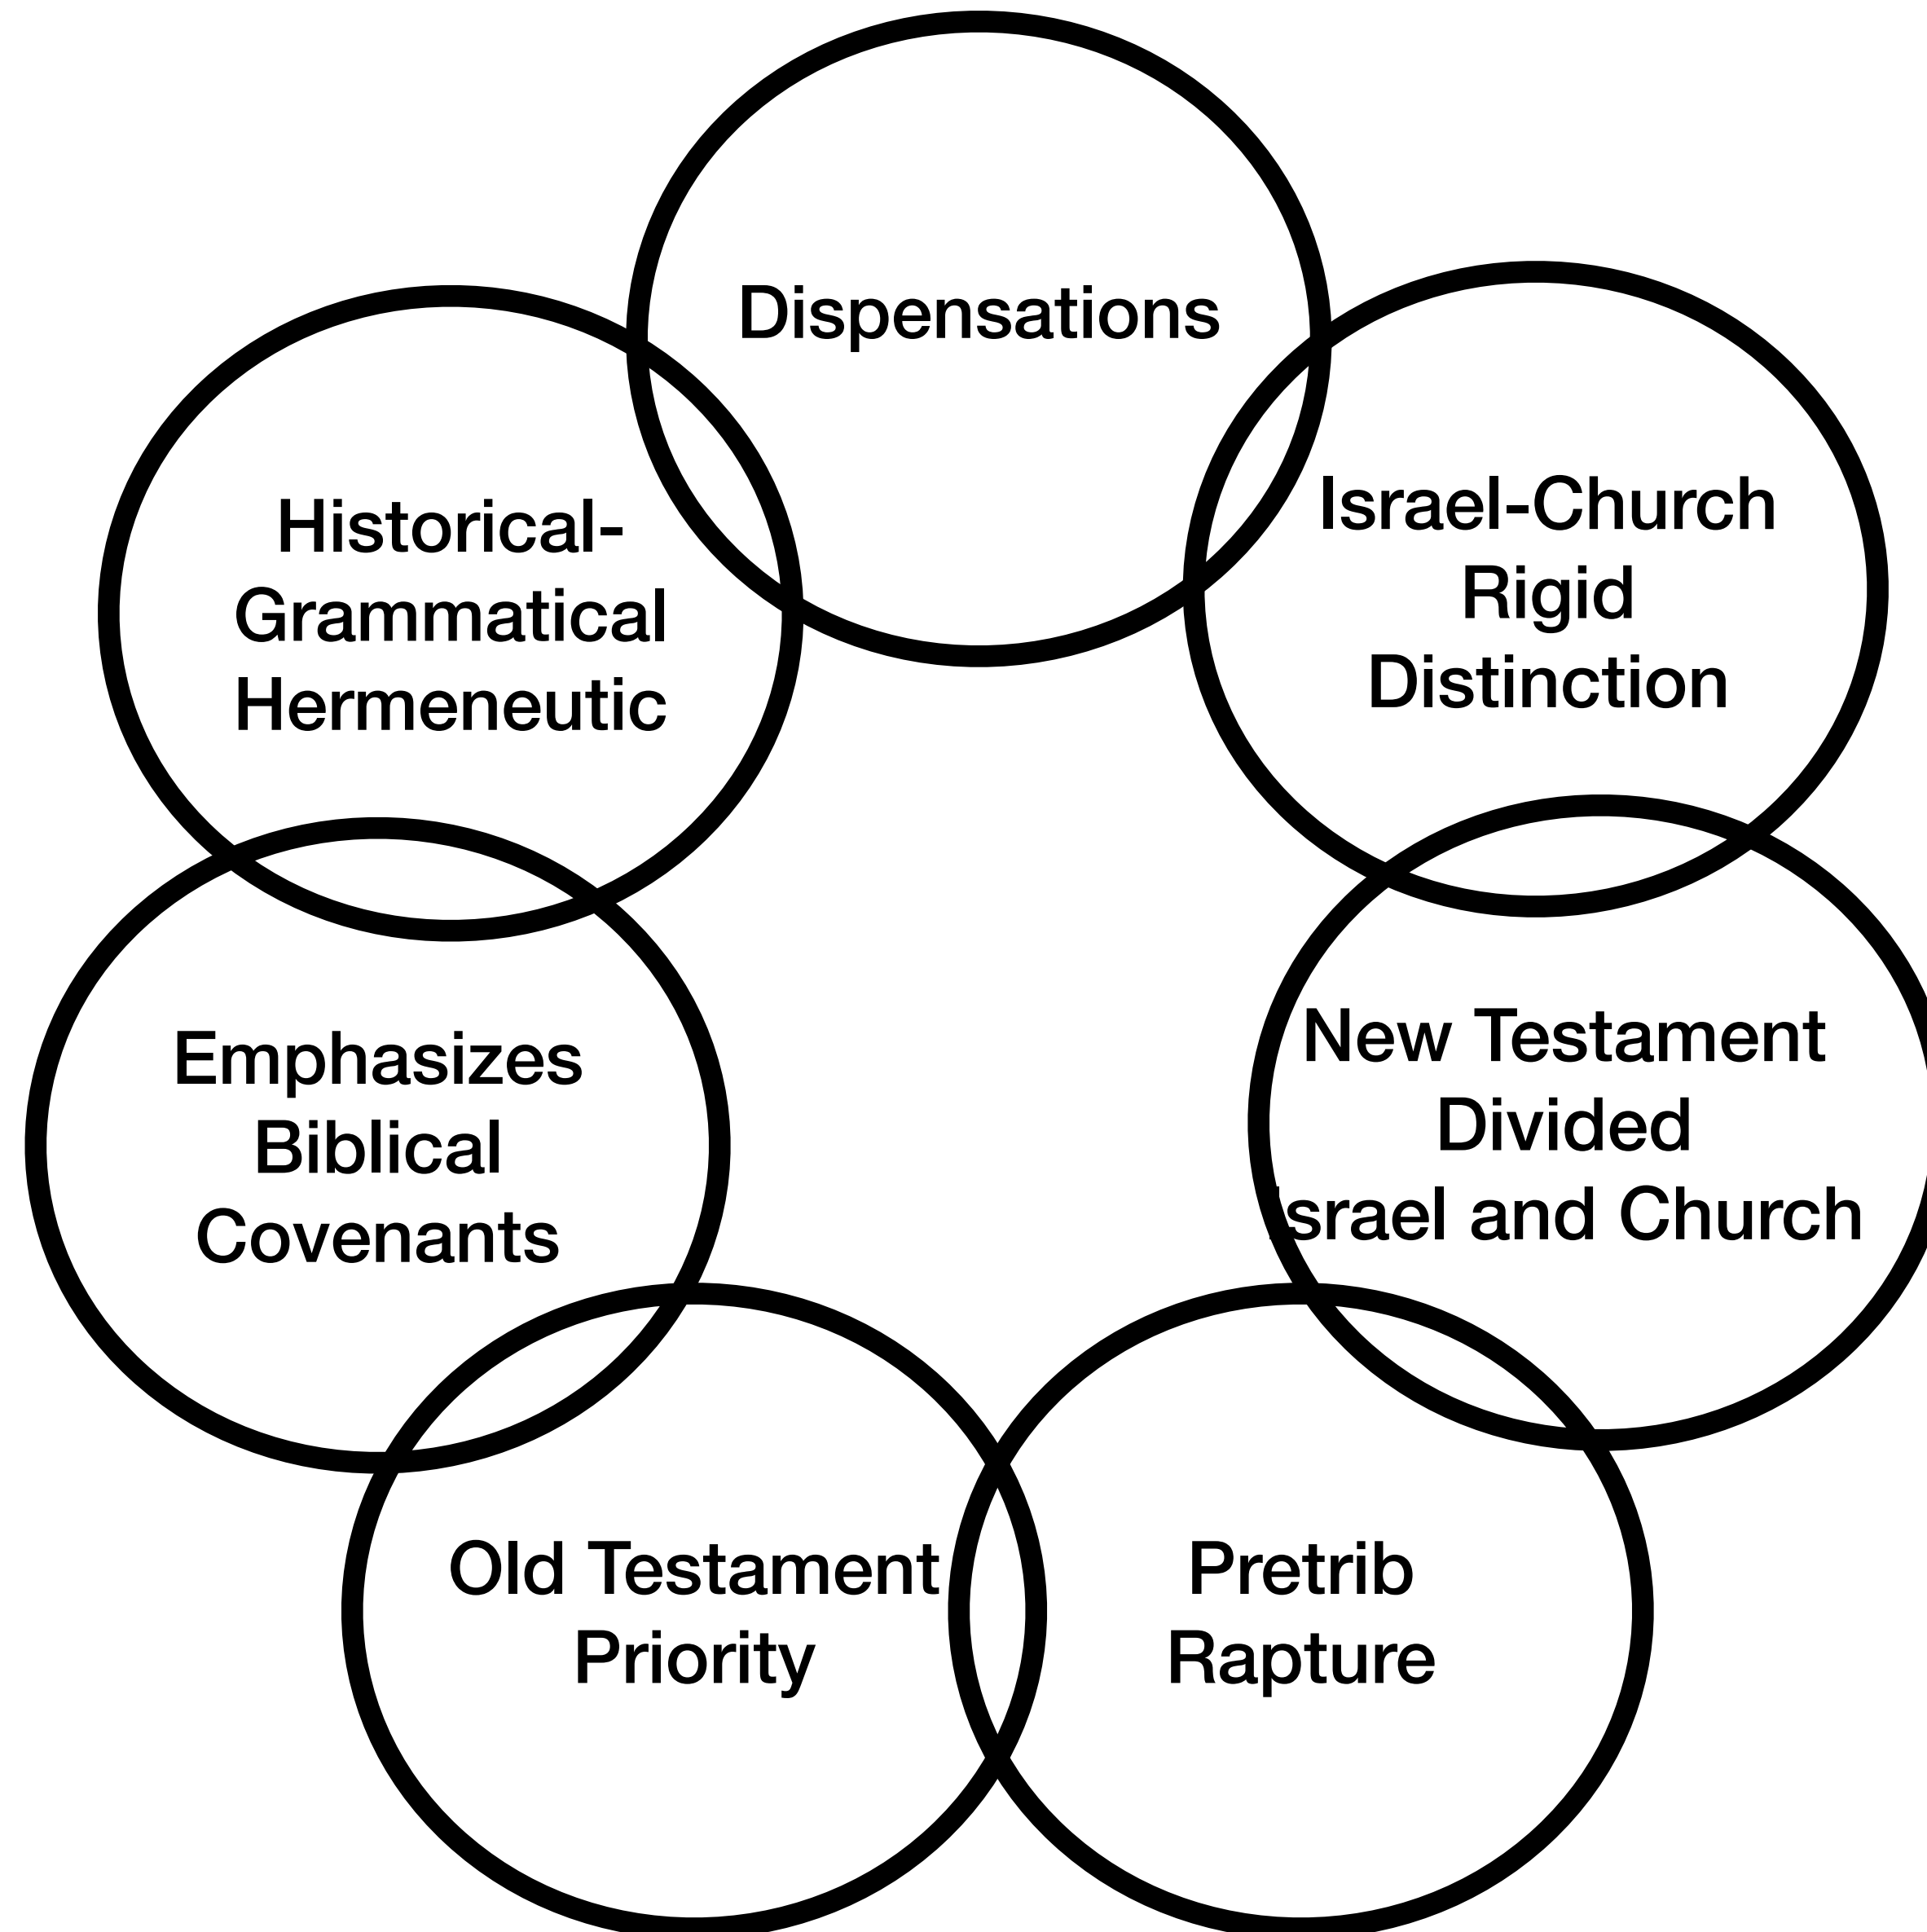 Dispensations
Historical-
Grammatical
Hermeneutic
Israel-Church
Rigid
Distinction
Emphasizes
Biblical
Covenants
New Testament
Divided
Israel and Church
Old Testament
Priority
Pretrib
Rapture